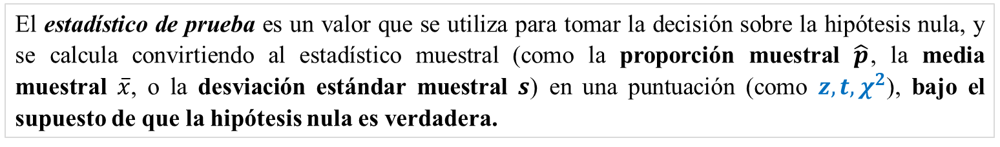 El estadístico de prueba es un valor que se utiliza para tomar la decisión sobre la hipótesis nula, y
se calcula convirtiendo al estadístico muestral (como la proporción muestral p̂, la media
muestral x̄, o la desviación estándar muestral s) en una puntuación (como z, t, χ²), bajo el
supuesto de que la hipótesis nula es verdadera.